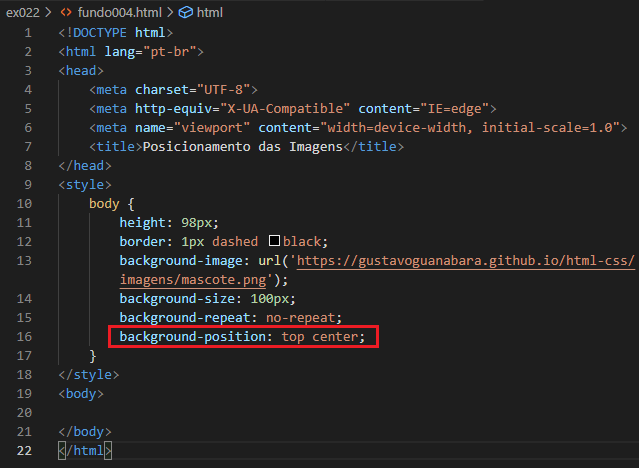 ex022 > <> fundo004.html > html
1 <!DOCTYPE html>
2 <html lang="pt-br">
3 <head>
4     <meta charset="UTF-8">
5     <meta http-equiv="X-UA-Compatible" content="IE=edge">
6     <meta name="viewport" content="width=device-width, initial-scale=1.0">
7     <title>Posicionamento das Imagens</title>
8 </head>
9 <style>
10     body {
11         height: 98px;
12         border: 1px dashed black;
13         background-image: url('https://gustavoguanabara.github.io/html-css/
imagens/mascote.png');
14         background-size: 100px;
15         background-repeat: no-repeat;
16         background-position: top center;
17     }
18 </style>
19 <body>
20
21 </body>
22 </html>